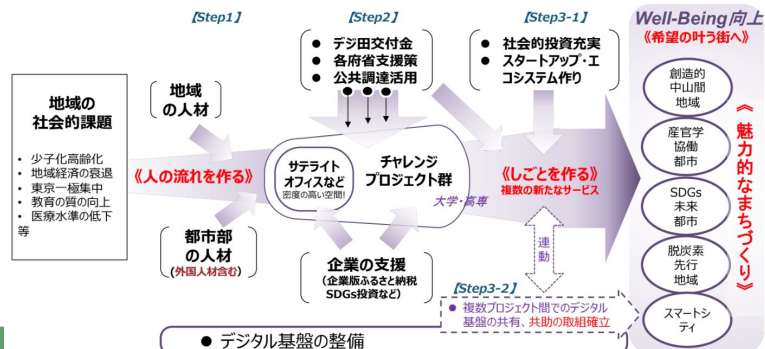 【Step1】
【Step2】
【Step3-1】
Well-Being向上
《希望の叶う街へ》
地域の
社会的課題
• 少子化高齢化
• 地域経済の衰退
• 東京一極集中
• 教育の質の向上
• 医療水準の低下
等
地域
の人材
《人の流れを作る》
都市部
の人材
(外国人材含む)
● デジ田交付金
● 各府省支援策
● 公共調達活用
サテライト
オフィスなど
密度の高い空間!
チャレンジ
プロジェクト群
大学・高専
企業の支援
(企業版ふるさと納税
SDGs投資など)
● 社会的投資充実
● スタートアップ・エ
コシステム作り
《しごとを作る》
複数の新たなサービス
連
動
【Step3-2】
● 複数プロジェクト間でのデジタル
基盤の共有、共助の取組確立
● デジタル基盤の整備
創造的
中山間
地域
産官学
協働
都市
SDGs
未来
都市
脱炭素
先行
地域
スマートシ
ティ
《魅力的なまちづくり》